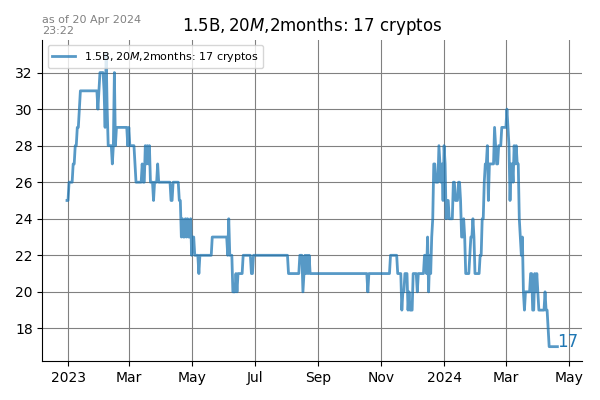 as of 20 April 2024
23:22
1.5B, 20M,2months: 17 cryptos
1.5B, 20M,2months: 17 cryptos
32
30
28
26
24
22
20
18
17
2023 Mar May Jul Sep Nov 2024 Mar May